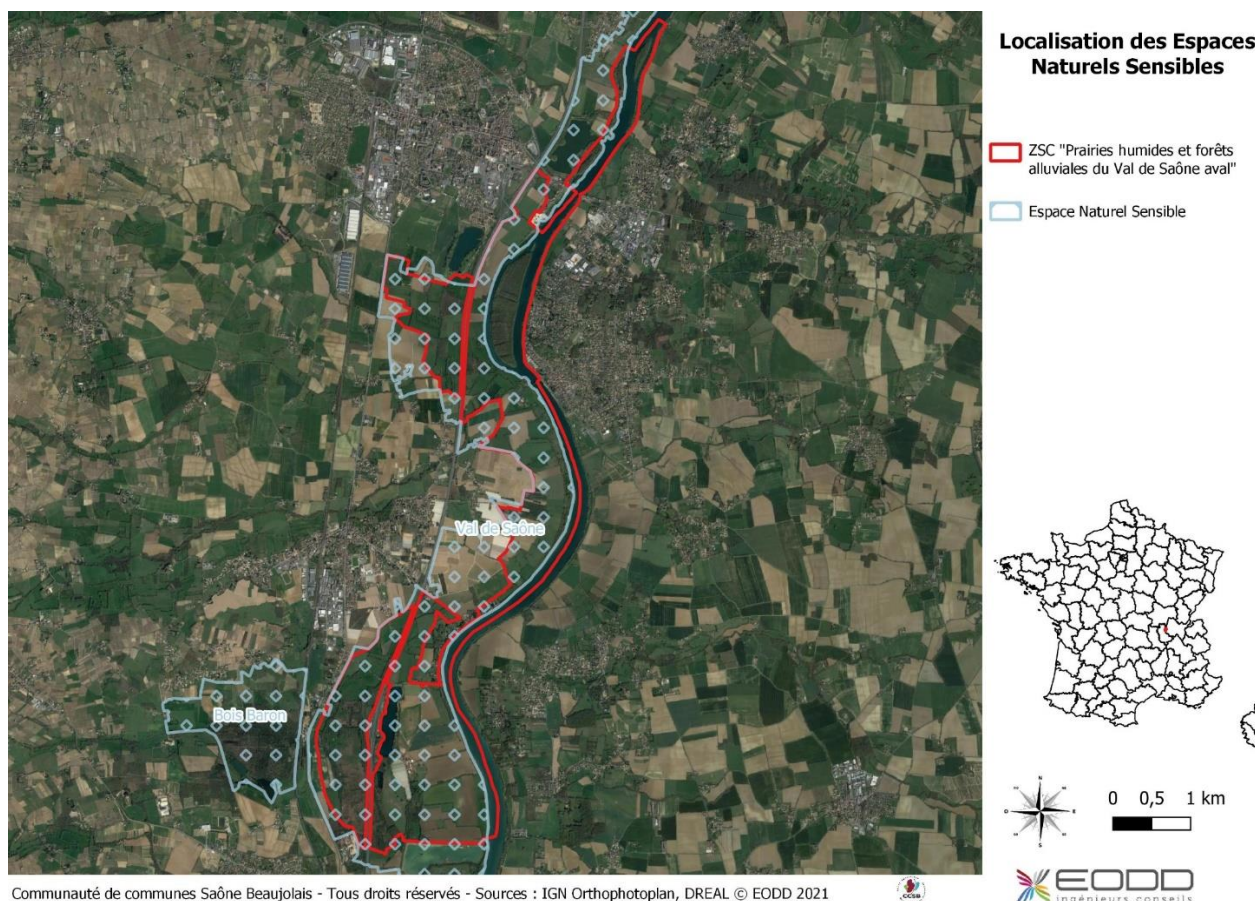 Localisation des Espaces
Naturels Sensibles
ZSC "Prairies humides et forêts
alluviales du Val de Saône aval"
Espace Naturel Sensible
Val de Saône
Bois Baron
N
O
E
S
0 0,5 1 km
EODD
ingénieurs conseils
Communauté de communes Saône Beaujolais - Tous droits réservés - Sources : IGN Orthophotoplan, DREAL © EODD 2021
CCSB